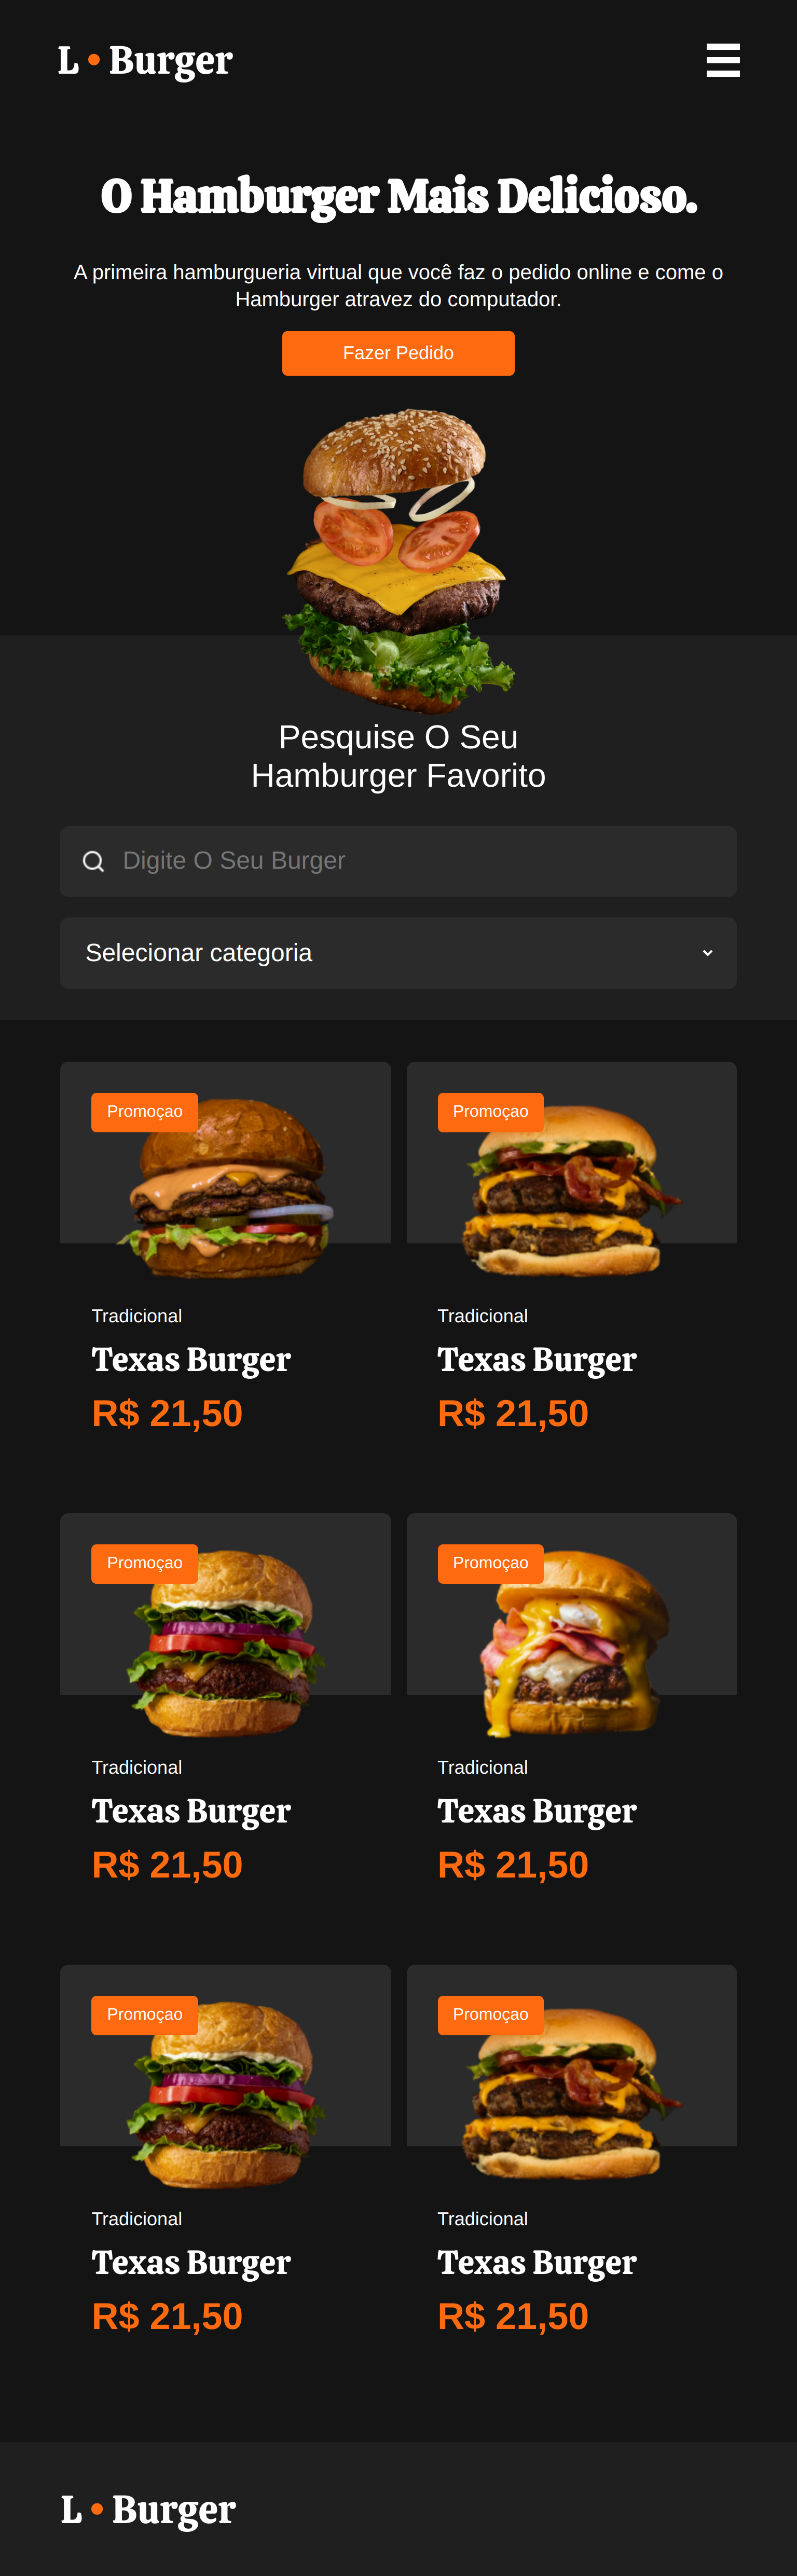 L • Burger
O Hamburger Mais Delicioso.
A primeira hamburgueria virtual que você faz o pedido online e come o
Hamburger atravez do computador.
Fazer Pedido
Pesquise O Seu
Hamburger Favorito
Digite O Seu Burger
Selecionar categoria
Promoçao
Tradicional
Texas Burger
R$ 21,50
Promoçao
Tradicional
Texas Burger
R$ 21,50
Promoçao
Tradicional
Texas Burger
R$ 21,50
Promoçao
Tradicional
Texas Burger
R$ 21,50
Promoçao
Tradicional
Texas Burger
R$ 21,50
Promoçao
Tradicional
Texas Burger
R$ 21,50
L • Burger